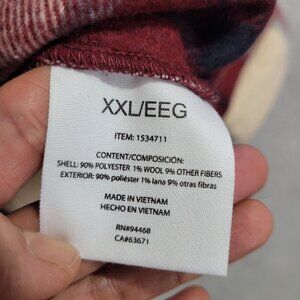 XXL/EEG
ITEM: 1534711
CONTENT/COMPOSICIÓN:
SHELL: 90% POLYESTER 1% WOOL 9% OTHER FIBERS
EXTERIOR: 90% poliéster 1% lana 9% otras fibras
MADE IN VIETNAM
HECHO EN VIETNAM
RN#94468
CA#63671